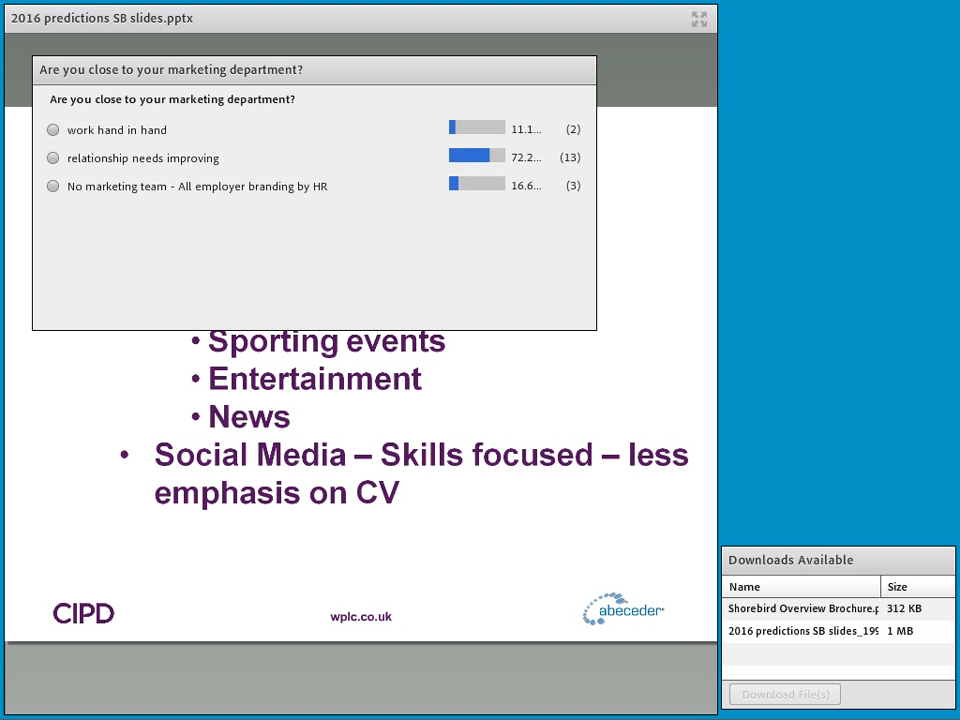 2016 predictions SB slides.pptx
Are you close to your marketing department?
Are you close to your marketing department?
work hand in hand 11.1... (2)
relationship needs improving 72.2... (13)
No marketing team - All employer branding by HR 16.6... (3)
• Sporting events
• Entertainment
• News
• Social Media – Skills focused – less
emphasis on CV
CIPD
wplc.co.uk
abeceder
Downloads Available
Name Size
Shorebird Overview Brochure.p 312 KB
2016 predictions SB slides_199 1 MB
Download File(s)